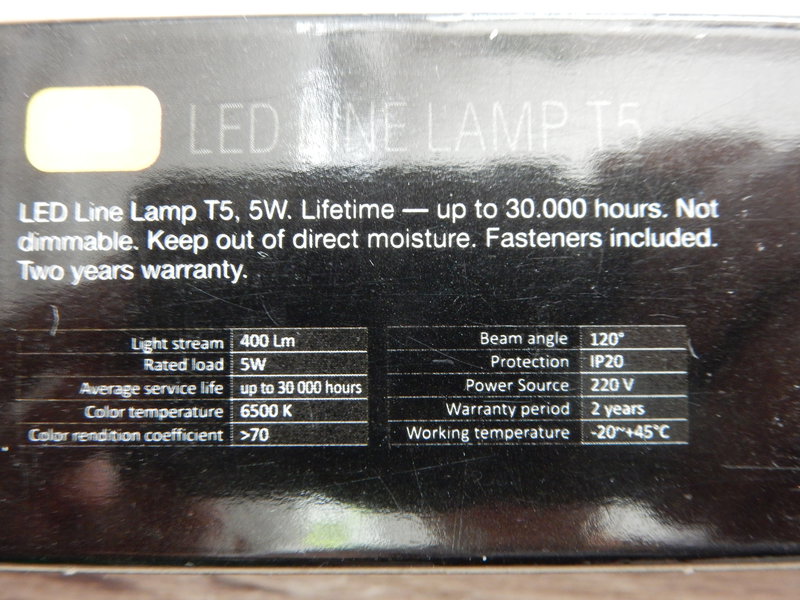 LED LINE LAMP T5
LED Line Lamp T5, 5W. Lifetime — up to 30.000 hours. Not
dimmable. Keep out of direct moisture. Fasteners included.
Two years warranty.
Light stream 400 Lm
Rated load 5W
Average service life up to 30 000 hours
Color temperature 6500 K
Color rendition coefficient >70
Beam angle 120°
Protection IP20
Power Source 220 V
Warranty period 2 years
Working temperature -20~+45°C